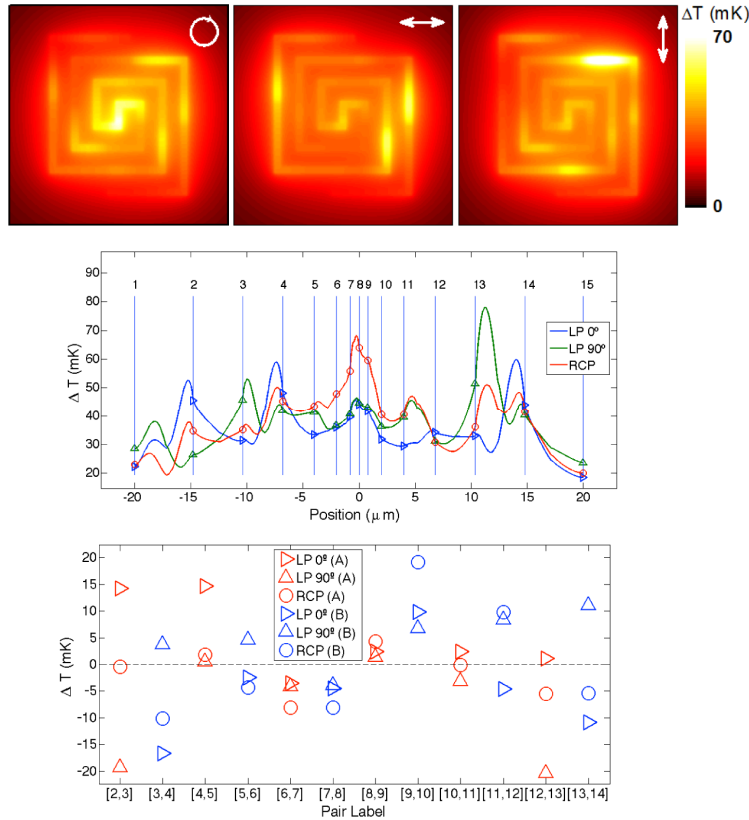 ΔT (mK)
70
0
Δ T (mK)
90
80
70
60
50
40
30
20
1 2 3 4 5 6 7 8 9 10 11 12 13 14 15
LP 0º
LP 90º
RCP
-20 -15 -10 -5 0 5 10 15 20
Position (μ m)
Δ T (mK)
20
15
10
5
0
-5
-10
-15
-20
LP 0º (A)
LP 90º (A)
RCP (A)
LP 0º (B)
LP 90º (B)
RCP (B)
[2,3] [3,4] [4,5] [5,6] [6,7] [7,8] [8,9] [9,10] [10,11] [11,12] [12,13] [13,14]
Pair Label